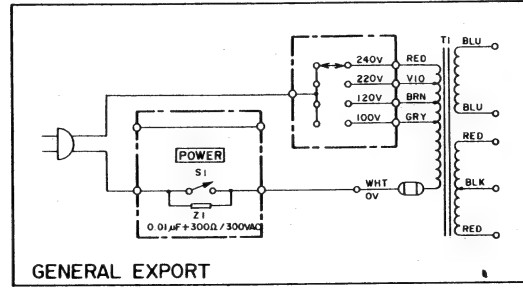 T1
BLU
240V RED
220V VIO
120V BRN
100V GRY
BLU
RED
POWER
S1
Z1
WHT
0V
BLK
0.01µF+300Ω/300VAC
RED
GENERAL EXPORT